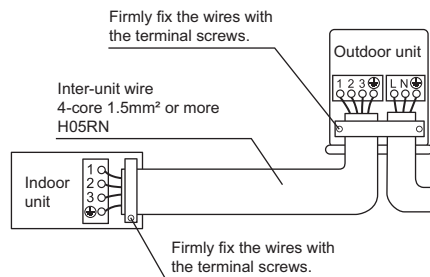 Firmly fix the wires with
the terminal screws.
Outdoor unit
1 2 3 ⏚ L N ⏚
Inter-unit wire
4-core 1.5mm² or more
H05RN
Indoor
unit
1
2
3
⏚
Firmly fix the wires with
the terminal screws.